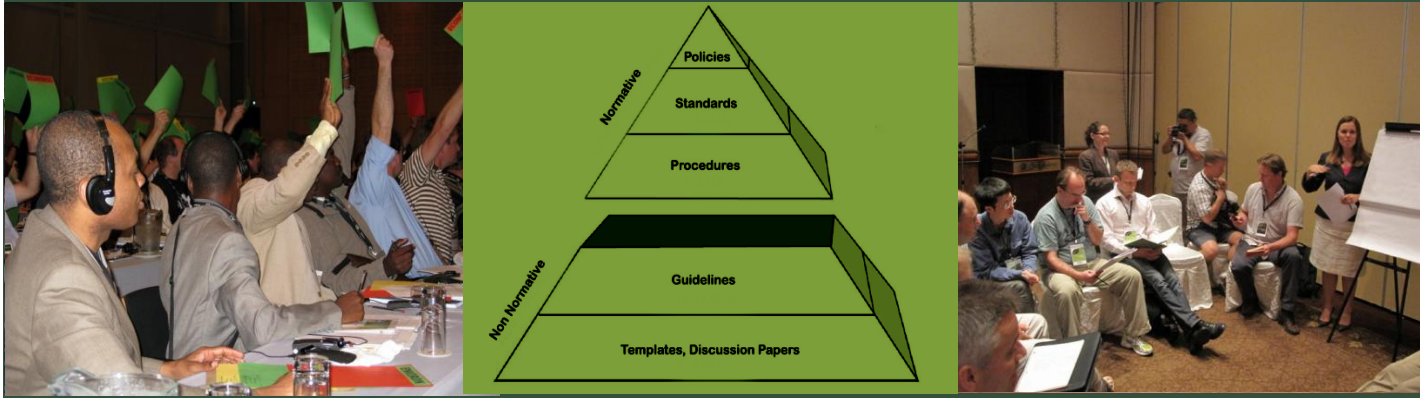 Policies
Normative
Standards
Procedures
Guidelines
Non Normative
Templates, Discussion Papers